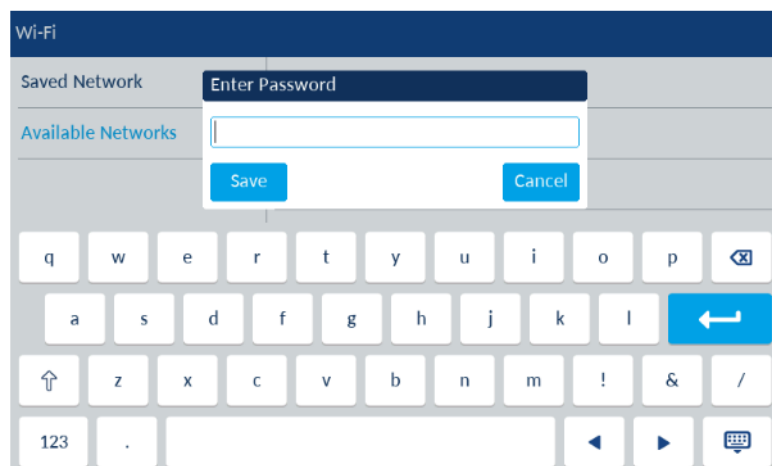 Wi-Fi
Saved Network
Enter Password
Available Networks
Save Cancel
q w e r t y u i o p
a s d f g h j k l
z x c v b n m ! & /
123 .